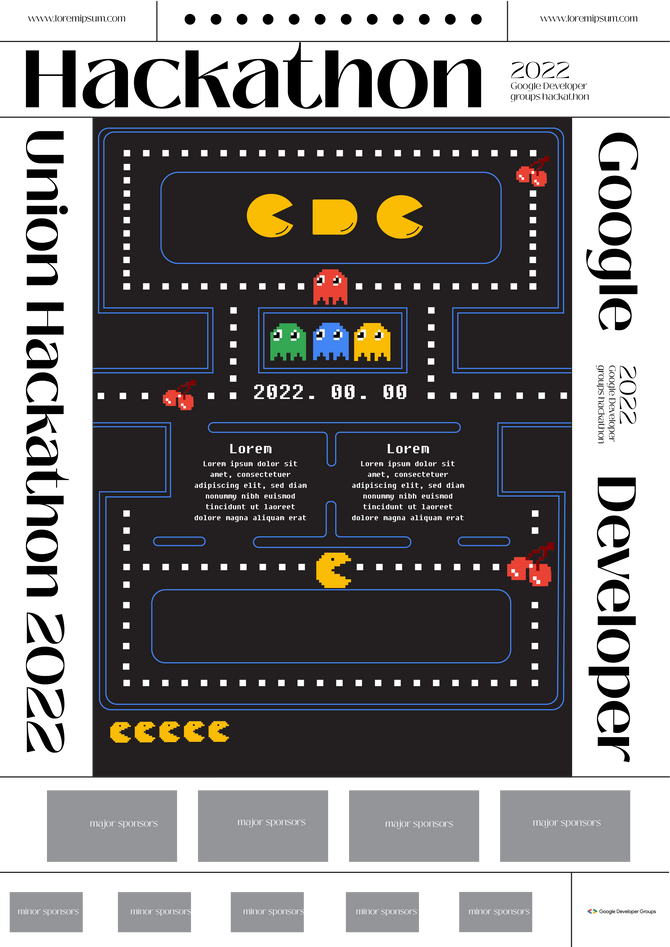 www.loremipsum.com
www.loremipsum.com
Hackathon
2022
Google Developer
groups hackathon
Union Hackathon 2022
Google
2022
Google Developer
groups hackathon
Developer
2022. 00. 00
Lorem
Lorem ipsum dolor sit
amet, consectetuer
adipiscing elit, sed diam
nonummy nibh euismod
tincidunt ut laoreet
dolore magna aliquam erat
Lorem
Lorem ipsum dolor sit
amet, consectetuer
adipiscing elit, sed diam
nonummy nibh euismod
tincidunt ut laoreet
dolore magna aliquam erat
major sponsors
major sponsors
major sponsors
major sponsors
minor sponsors
minor sponsors
minor sponsors
minor sponsors
minor sponsors
Google Developer Groups